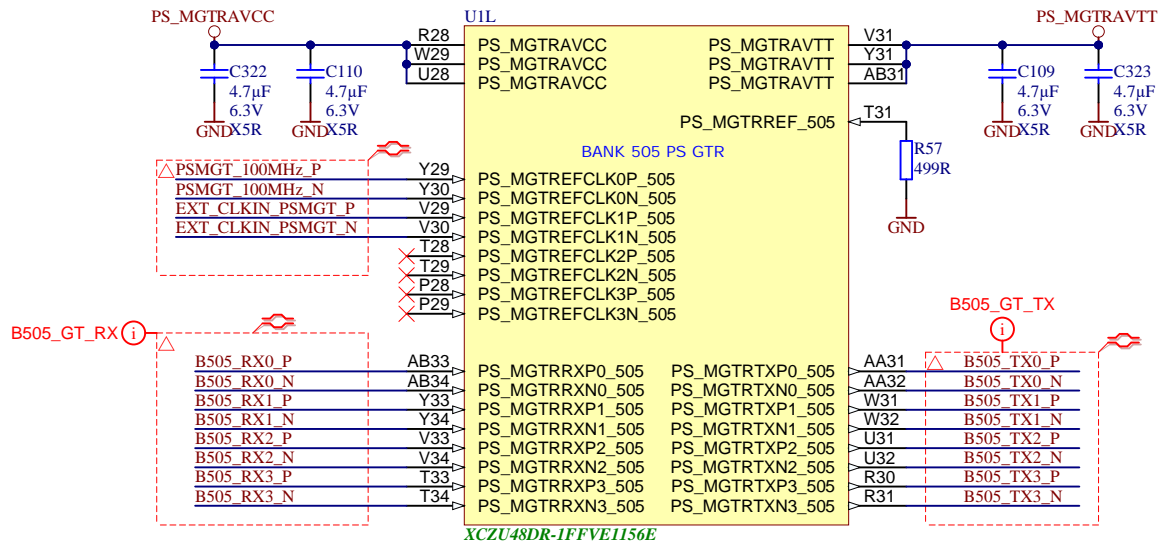 PS_MGTRAVCC
U1L
PS_MGTRAVTT
R28 PS_MGTRAVCC PS_MGTRAVTT V31
W29 PS_MGTRAVCC PS_MGTRAVTT Y31
U28 PS_MGTRAVCC PS_MGTRAVTT AB31
C322
4.7µF
6.3V
X5R
GND
C110
4.7µF
6.3V
X5R
GND
C109
4.7µF
6.3V
X5R
GND
C323
4.7µF
6.3V
X5R
GND
PS_MGTRREF_505 T31
R57
499R
GND
BANK 505 PS GTR
PSMGT_100MHz_P Y29 PS_MGTREFCLK0P_505
PSMGT_100MHz_N Y30 PS_MGTREFCLK0N_505
EXT_CLKIN_PSMGT_P V29 PS_MGTREFCLK1P_505
EXT_CLKIN_PSMGT_N V30 PS_MGTREFCLK1N_505
T28 PS_MGTREFCLK2P_505
T29 PS_MGTREFCLK2N_505
P28 PS_MGTREFCLK3P_505
P29 PS_MGTREFCLK3N_505
B505_GT_RX i
B505_GT_TX
i
B505_RX0_P AB33 PS_MGTRRXP0_505 PS_MGTRTXP0_505 AA31 B505_TX0_P
B505_RX0_N AB34 PS_MGTRRXN0_505 PS_MGTRTXN0_505 AA32 B505_TX0_N
B505_RX1_P Y33 PS_MGTRRXP1_505 PS_MGTRTXP1_505 W31 B505_TX1_P
B505_RX1_N Y34 PS_MGTRRXN1_505 PS_MGTRTXN1_505 W32 B505_TX1_N
B505_RX2_P V33 PS_MGTRRXP2_505 PS_MGTRTXP2_505 U31 B505_TX2_P
B505_RX2_N V34 PS_MGTRRXN2_505 PS_MGTRTXN2_505 U32 B505_TX2_N
B505_RX3_P T33 PS_MGTRRXP3_505 PS_MGTRTXP3_505 R30 B505_TX3_P
B505_RX3_N T34 PS_MGTRRXN3_505 PS_MGTRTXN3_505 R31 B505_TX3_N
XCZU48DR-1FFVE1156E